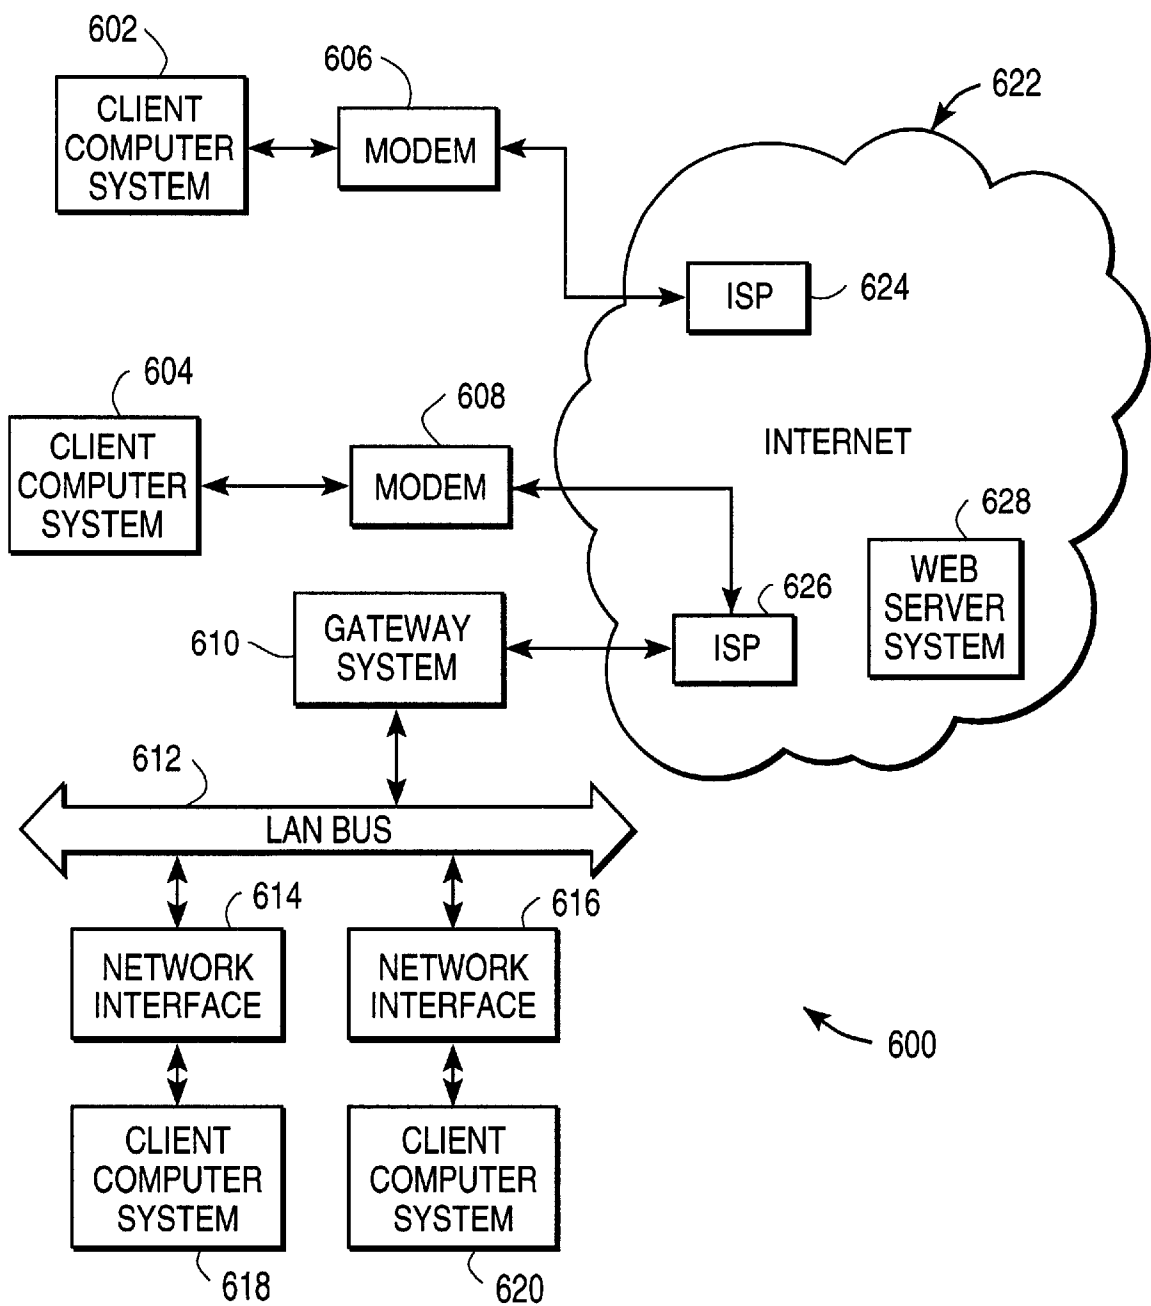 602
CLIENT
COMPUTER
SYSTEM
606
MODEM
622
ISP
624
604
CLIENT
COMPUTER
SYSTEM
608
MODEM
INTERNET
628
WEB
SERVER
SYSTEM
626
ISP
610
GATEWAY
SYSTEM
612
LAN BUS
614
NETWORK
INTERFACE
616
NETWORK
INTERFACE
600
CLIENT
COMPUTER
SYSTEM
618
CLIENT
COMPUTER
SYSTEM
620